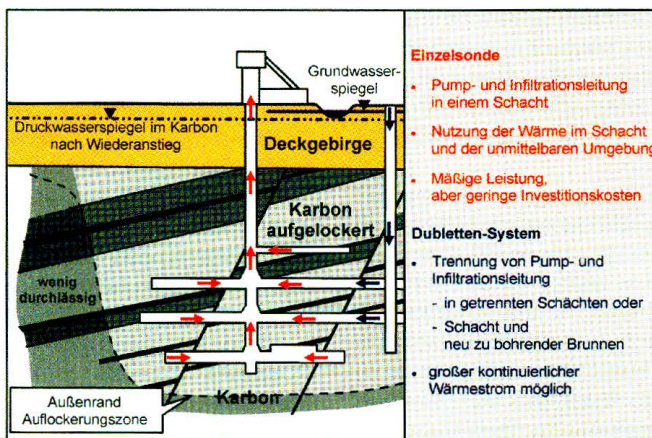 Grundwasser-
spiegel
Druckwasserspiegel im Karbon
nach Wiederanstieg
Deckgebirge
Karbon
aufgelockert
wenig
durchlässig
Karbon
Außenrand
Auflockerungszone
Einzelsonde
• Pump- und Infiltrationsleitung
in einem Schacht
• Nutzung der Wärme im Schacht
und der unmittelbaren Umgebung
• Mäßige Leistung,
aber geringe Investitionskosten
Dubletten-System
• Trennung von Pump- und
Infiltrationsleitung
- in getrennten Schächten oder
- Schacht und
neu zu bohrender Brunnen
• großer kontinuierlicher
Wärmestrom möglich